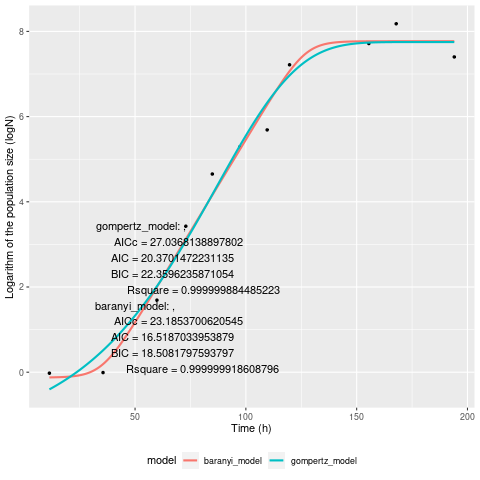 8
6
4
2
0
Logarithm of the population size (logN)
gompertz_model: ,
AICc = 27.0368138897802
AIC = 20.3701472231135
BIC = 22.3596235871054
Rsquare = 0.999999884485223
baranyi_model: ,
AICc = 23.1853700620545
AIC = 16.5187033953879
BIC = 18.5081797593797
Rsquare = 0.999999918608796
50 100 150 200
Time (h)
model baranyi_model gompertz_model